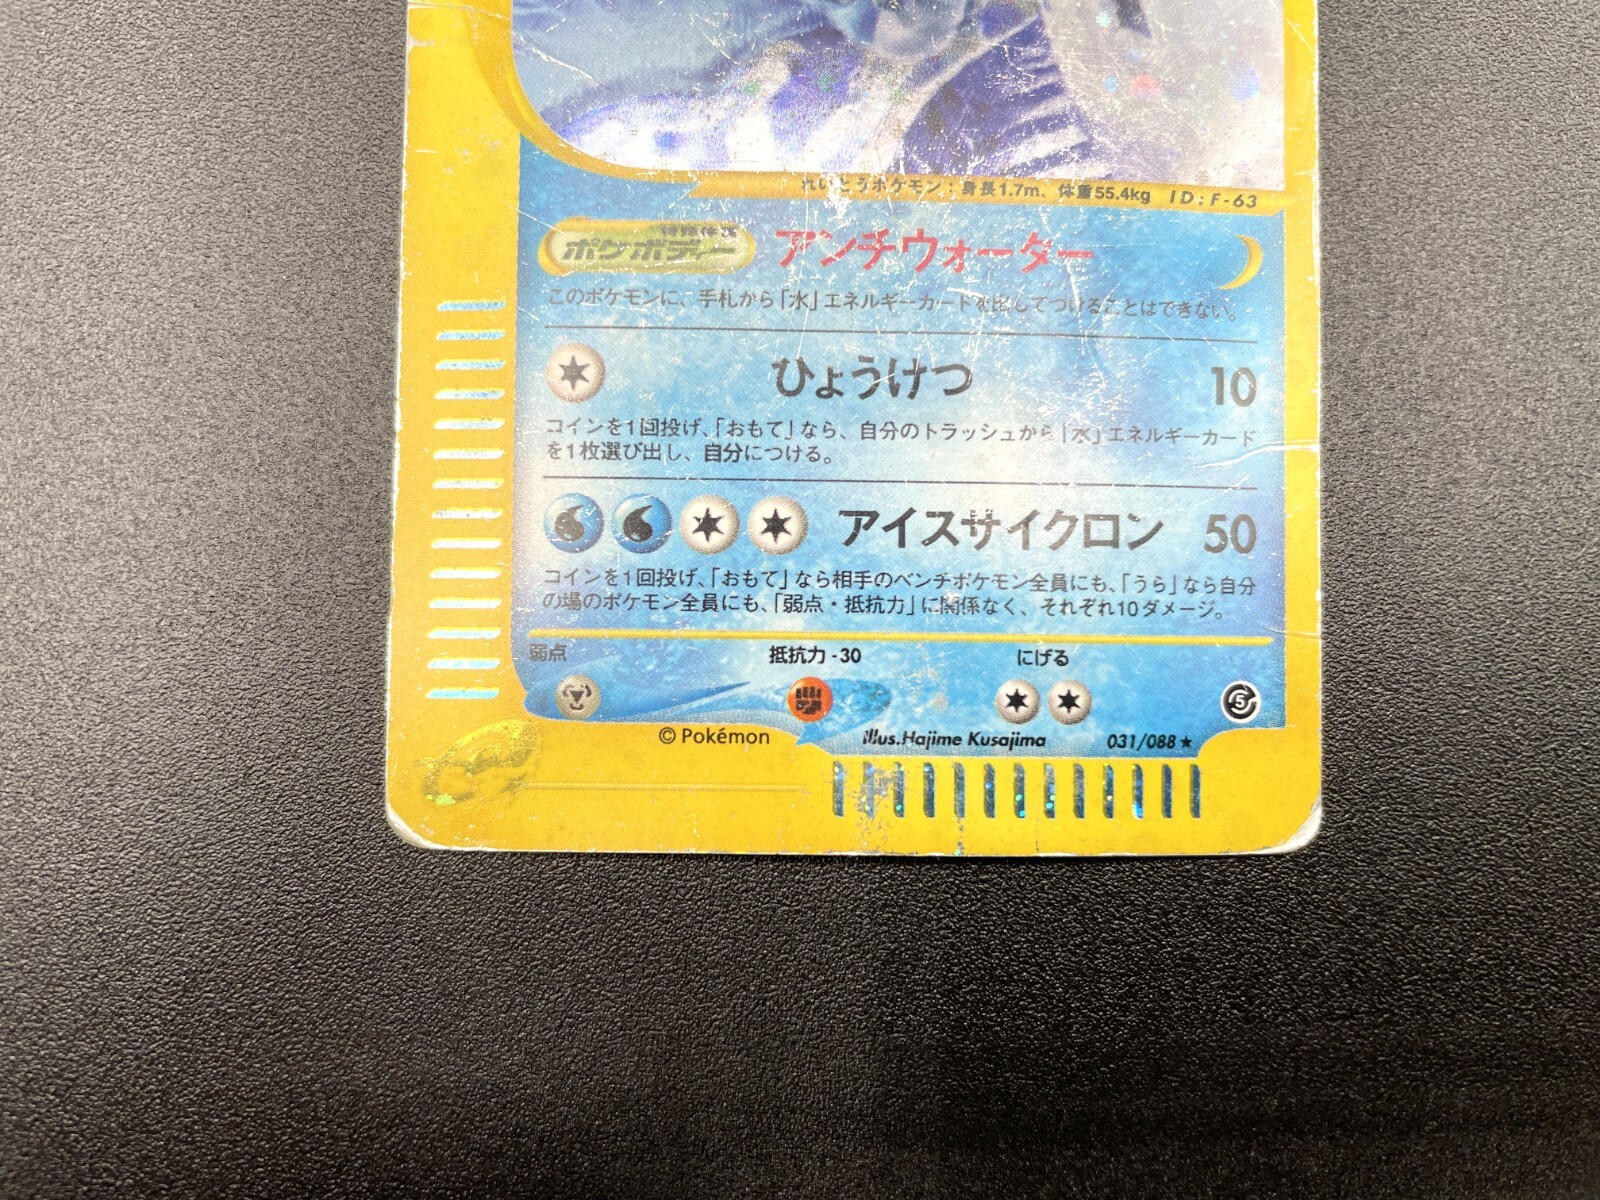 れいとうポケモン：身長1.7m、体重55.4kg ID:F-63
特殊体質
ポケボディー アンチウォーター
このポケモンに、手札から「水」エネルギーカードを出してつけることはできない。
ひょうけつ 10
コインを1回投げ、「おもて」なら、自分のトラッシュから「水」エネルギーカード
を1枚選び出し、自分につける。
アイスサイクロン 50
コインを1回投げ、「おもて」なら相手のベンチポケモン全員にも、「うら」なら自分
の場のポケモン全員にも、「弱点・抵抗力」に関係なく、それぞれ10ダメージ。
弱点 抵抗力 -30 にげる
5
© Pokémon Illus.Hajime Kusajima 031/088★
e